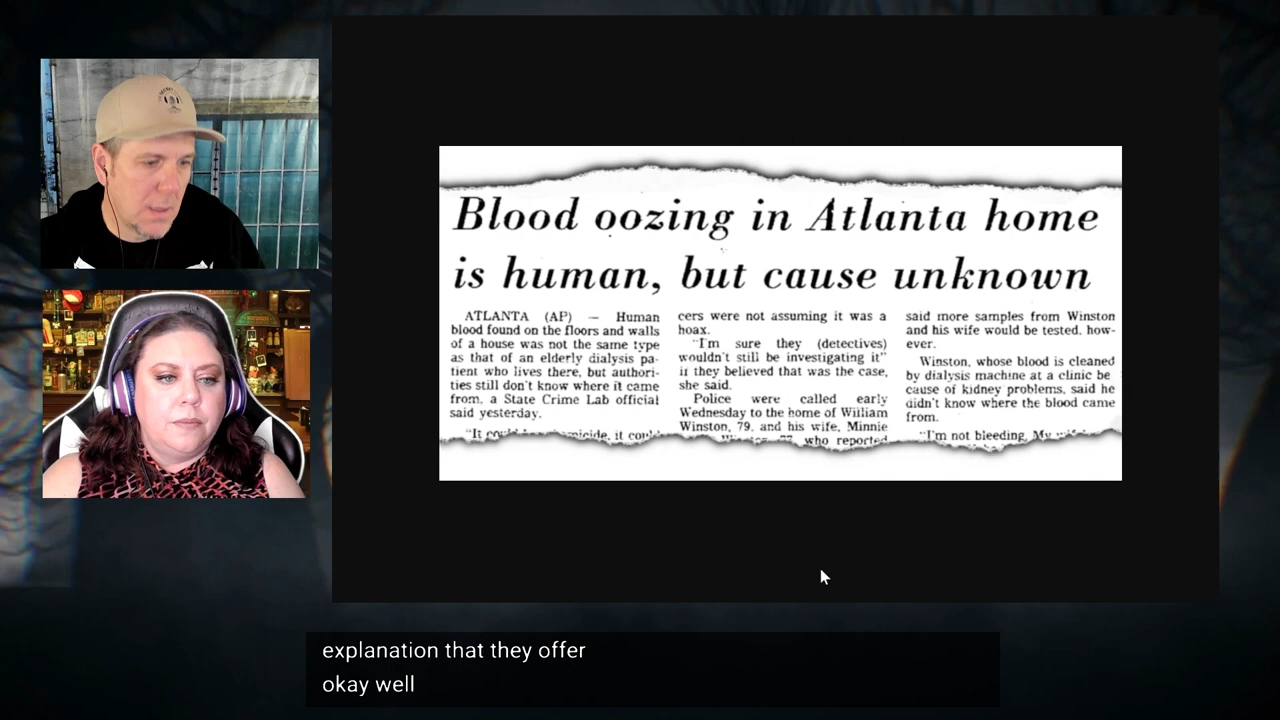 Blood oozing in Atlanta home
is human, but cause unknown
ATLANTA (AP) — Human
blood found on the floors and walls
of a house was not the same type
as that of an elderly dialysis pa-
tient who lives there, but authori-
ties still don't know where it came
from, a State Crime Lab official
said yesterday.
"It could
cers were not assuming it was a
hoax.
"I'm sure they (detectives)
wouldn't still be investigating it"
if they believed that was the case,
she said.
Police were called early
Wednesday to the home of William
Winston, 79, and his wife, Minnie
who reported
said more samples from Winston
and his wife would be tested, how-
ever.
Winston, whose blood is cleaned
by dialysis machine at a clinic be
cause of kidney problems, said he
didn't know where the blood came
from.
"I'm not bleeding. My
explanation that they offer
okay well